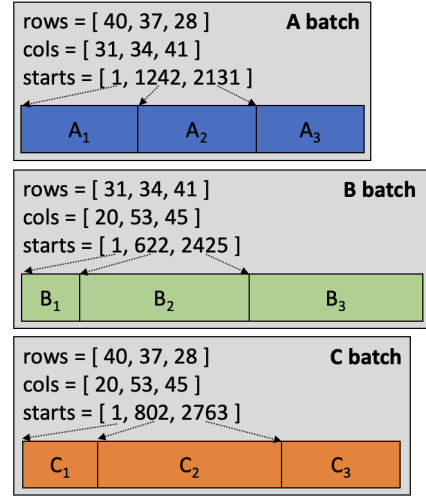 rows = [ 40, 37, 28 ] A batch
cols = [ 31, 34, 41 ]
starts = [ 1, 1242, 2131 ]
A1 A2 A3
rows = [ 31, 34, 41 ] B batch
cols = [ 20, 53, 45 ]
starts = [ 1, 622, 2425 ]
B1 B2 B3
rows = [ 40, 37, 28 ] C batch
cols = [ 20, 53, 45 ]
starts = [ 1, 802, 2763 ]
C1 C2 C3